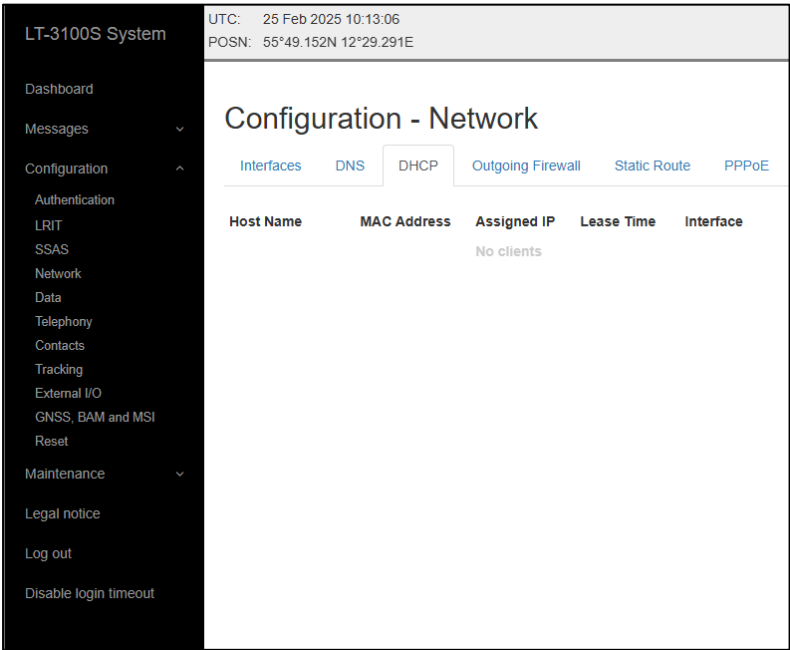 LT-3100S System
UTC: 25 Feb 2025 10:13:06
POSN: 55°49.152N 12°29.291E
Dashboard
Messages
Configuration
Authentication
LRIT
SSAS
Network
Data
Telephony
Contacts
Tracking
External I/O
GNSS, BAM and MSI
Reset
Maintenance
Legal notice
Log out
Disable login timeout
Configuration - Network
Interfaces DNS DHCP Outgoing Firewall Static Route PPPoE
Host Name MAC Address Assigned IP Lease Time Interface
No clients